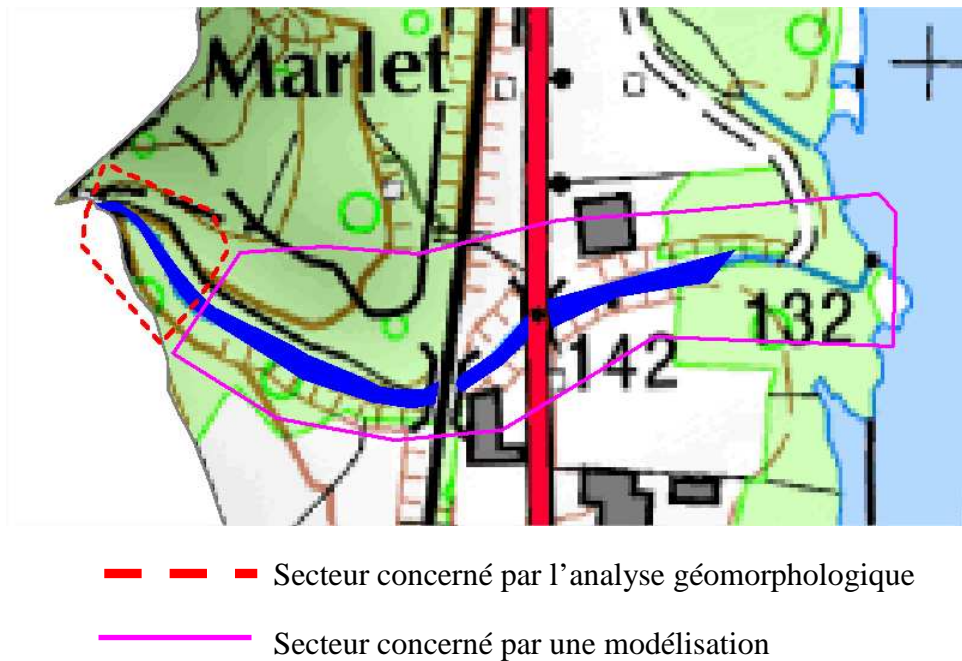 Marlet
132
142
Secteur concerné par l'analyse géomorphologique
Secteur concerné par une modélisation